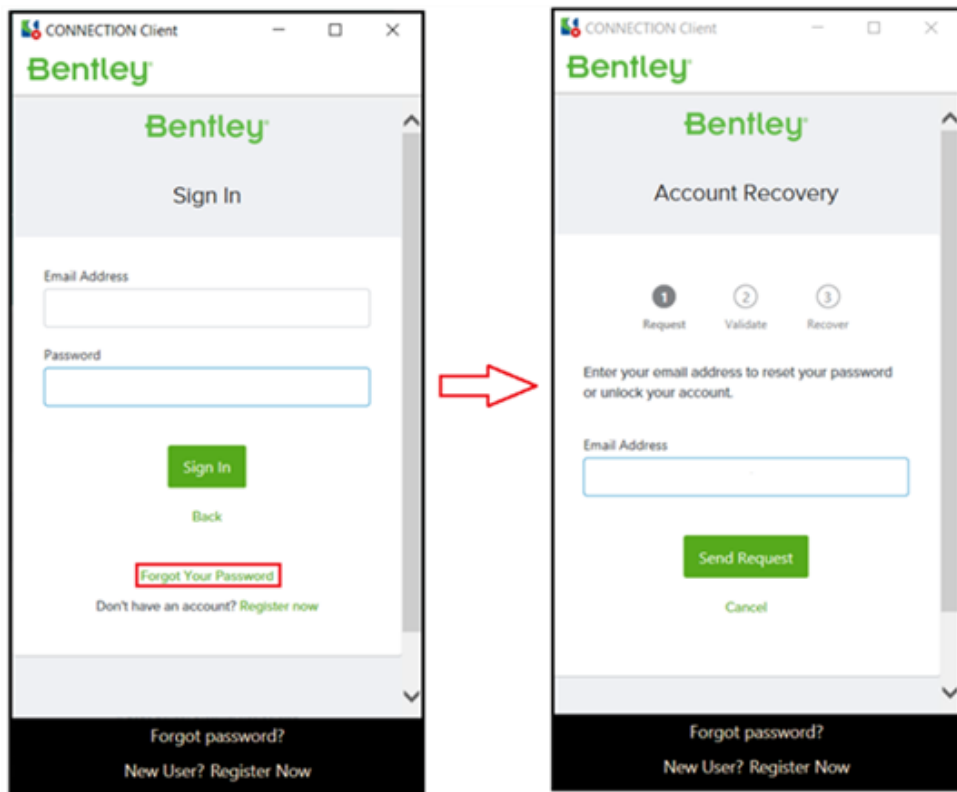 CONNECTION Client
Bentley
Bentley
Sign In
Email Address
Password
Sign In
Back
Forgot Your Password
Don't have an account? Register now
Forgot password?
New User? Register Now
CONNECTION Client
Bentley
Bentley
Account Recovery
1 2 3
Request Validate Recover
Enter your email address to reset your password
or unlock your account.
Email Address
Send Request
Cancel
Forgot password?
New User? Register Now